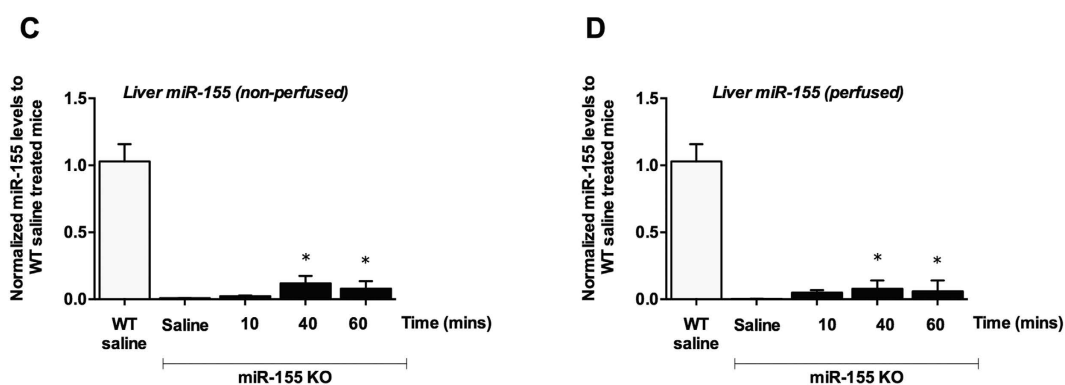 C
Liver miR-155 (non-perfused)
Normalized miR-155 levels to
WT saline treated mice
1.5
1.0
0.5
0.0
* *
WT
saline
Saline 10 40 60 Time (mins)
miR-155 KO
D
Liver miR-155 (perfused)
Normalized miR-155 levels to
WT saline treated mice
1.5
1.0
0.5
0.0
* *
WT
saline
Saline 10 40 60 Time (mins)
miR-155 KO